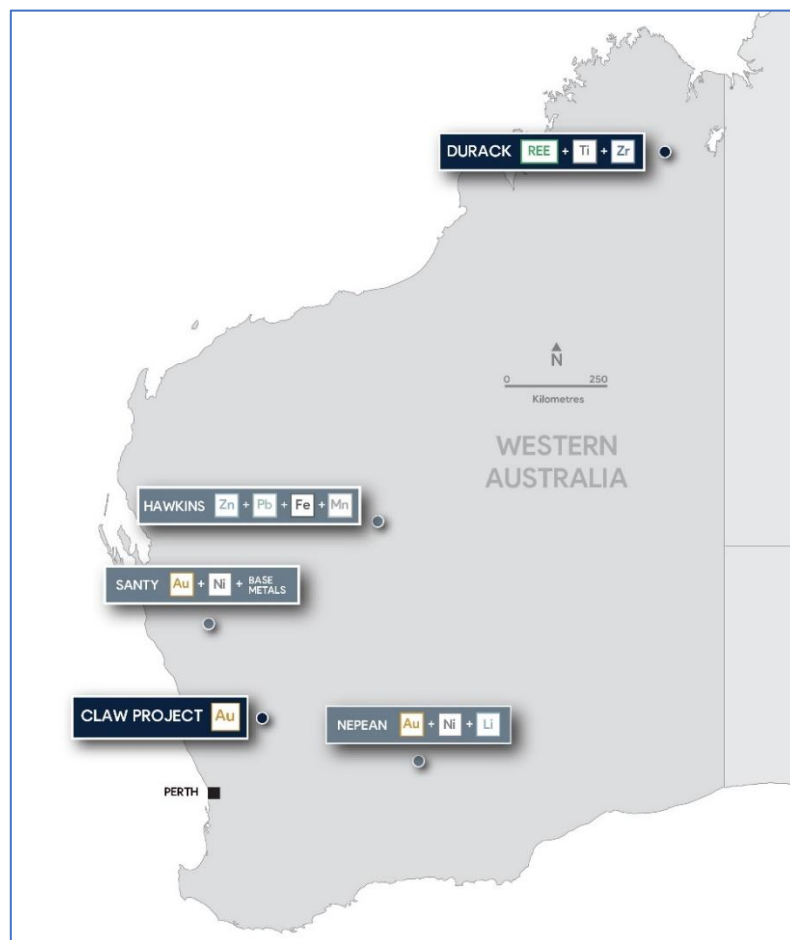 DURACK REE + Ti + Zr
N
0 250
Kilometres
WESTERN
AUSTRALIA
HAWKINS Zn + Pb + Fe + Mn
SANTY Au + Ni + BASE
METALS
CLAW PROJECT Au
NEPEAN Au + Ni + Li
PERTH